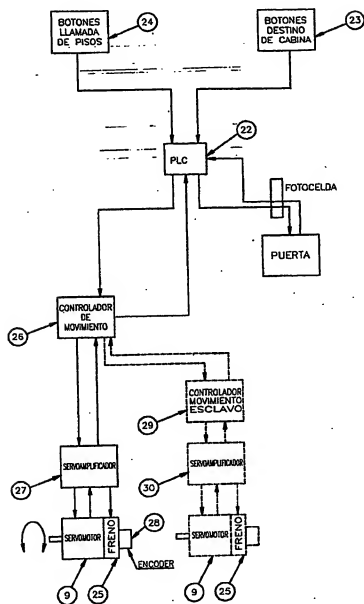 BOTONES
LLAMADA
DE PISOS
24
BOTONES
DESTINO
DE CABINA
23
22
PLC
FOTOCELDA
PUERTA
CONTROLADOR
DE
MOVIMIENTO
26
CONTROLADOR
MOVIMIENTO
ESCLAVO
29
SERVOAMPLIFICADOR
27
SERVOAMPLIFICADOR
30
SERVOMOTOR
FRENO
28
ENCODER
9
25
SERVOMOTOR
FRENO
9
25